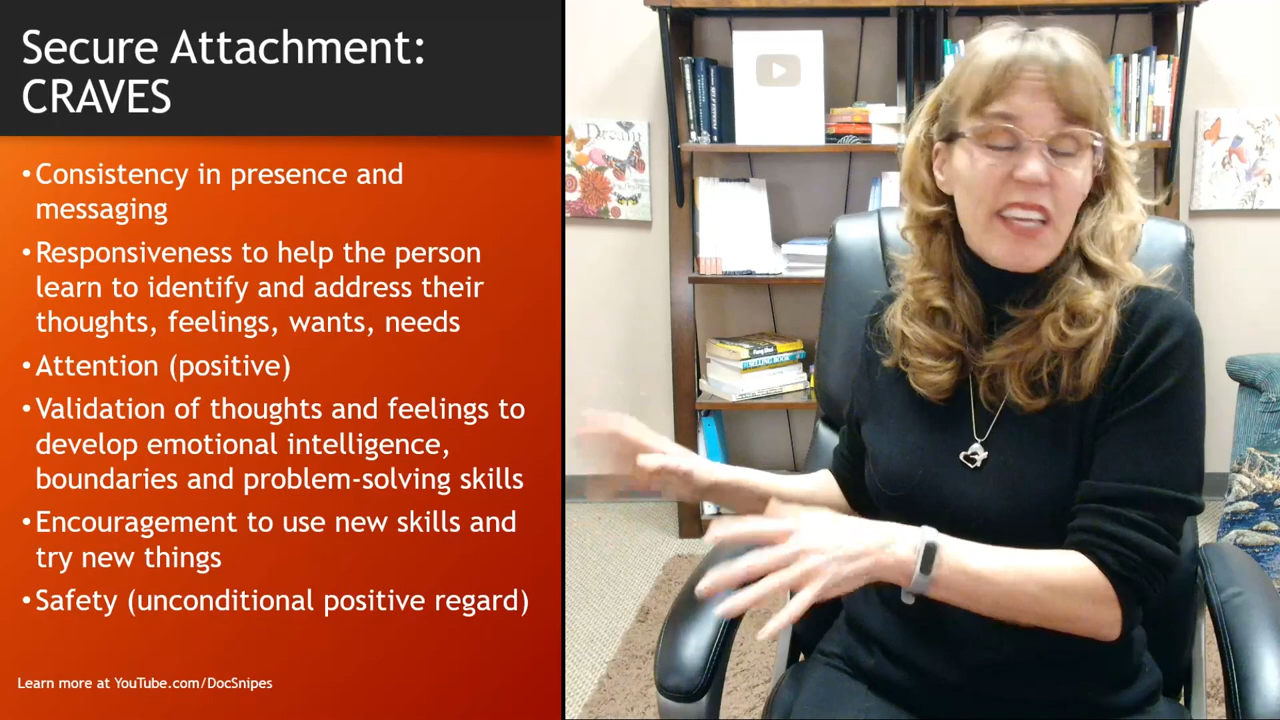 Secure Attachment:
CRAVES
•Consistency in presence and
messaging
•Responsiveness to help the person
learn to identify and address their
thoughts, feelings, wants, needs
•Attention (positive)
•Validation of thoughts and feelings to
develop emotional intelligence,
boundaries and problem-solving skills
•Encouragement to use new skills and
try new things
•Safety (unconditional positive regard)
Learn more at YouTube.com/DocSnipes
Dream